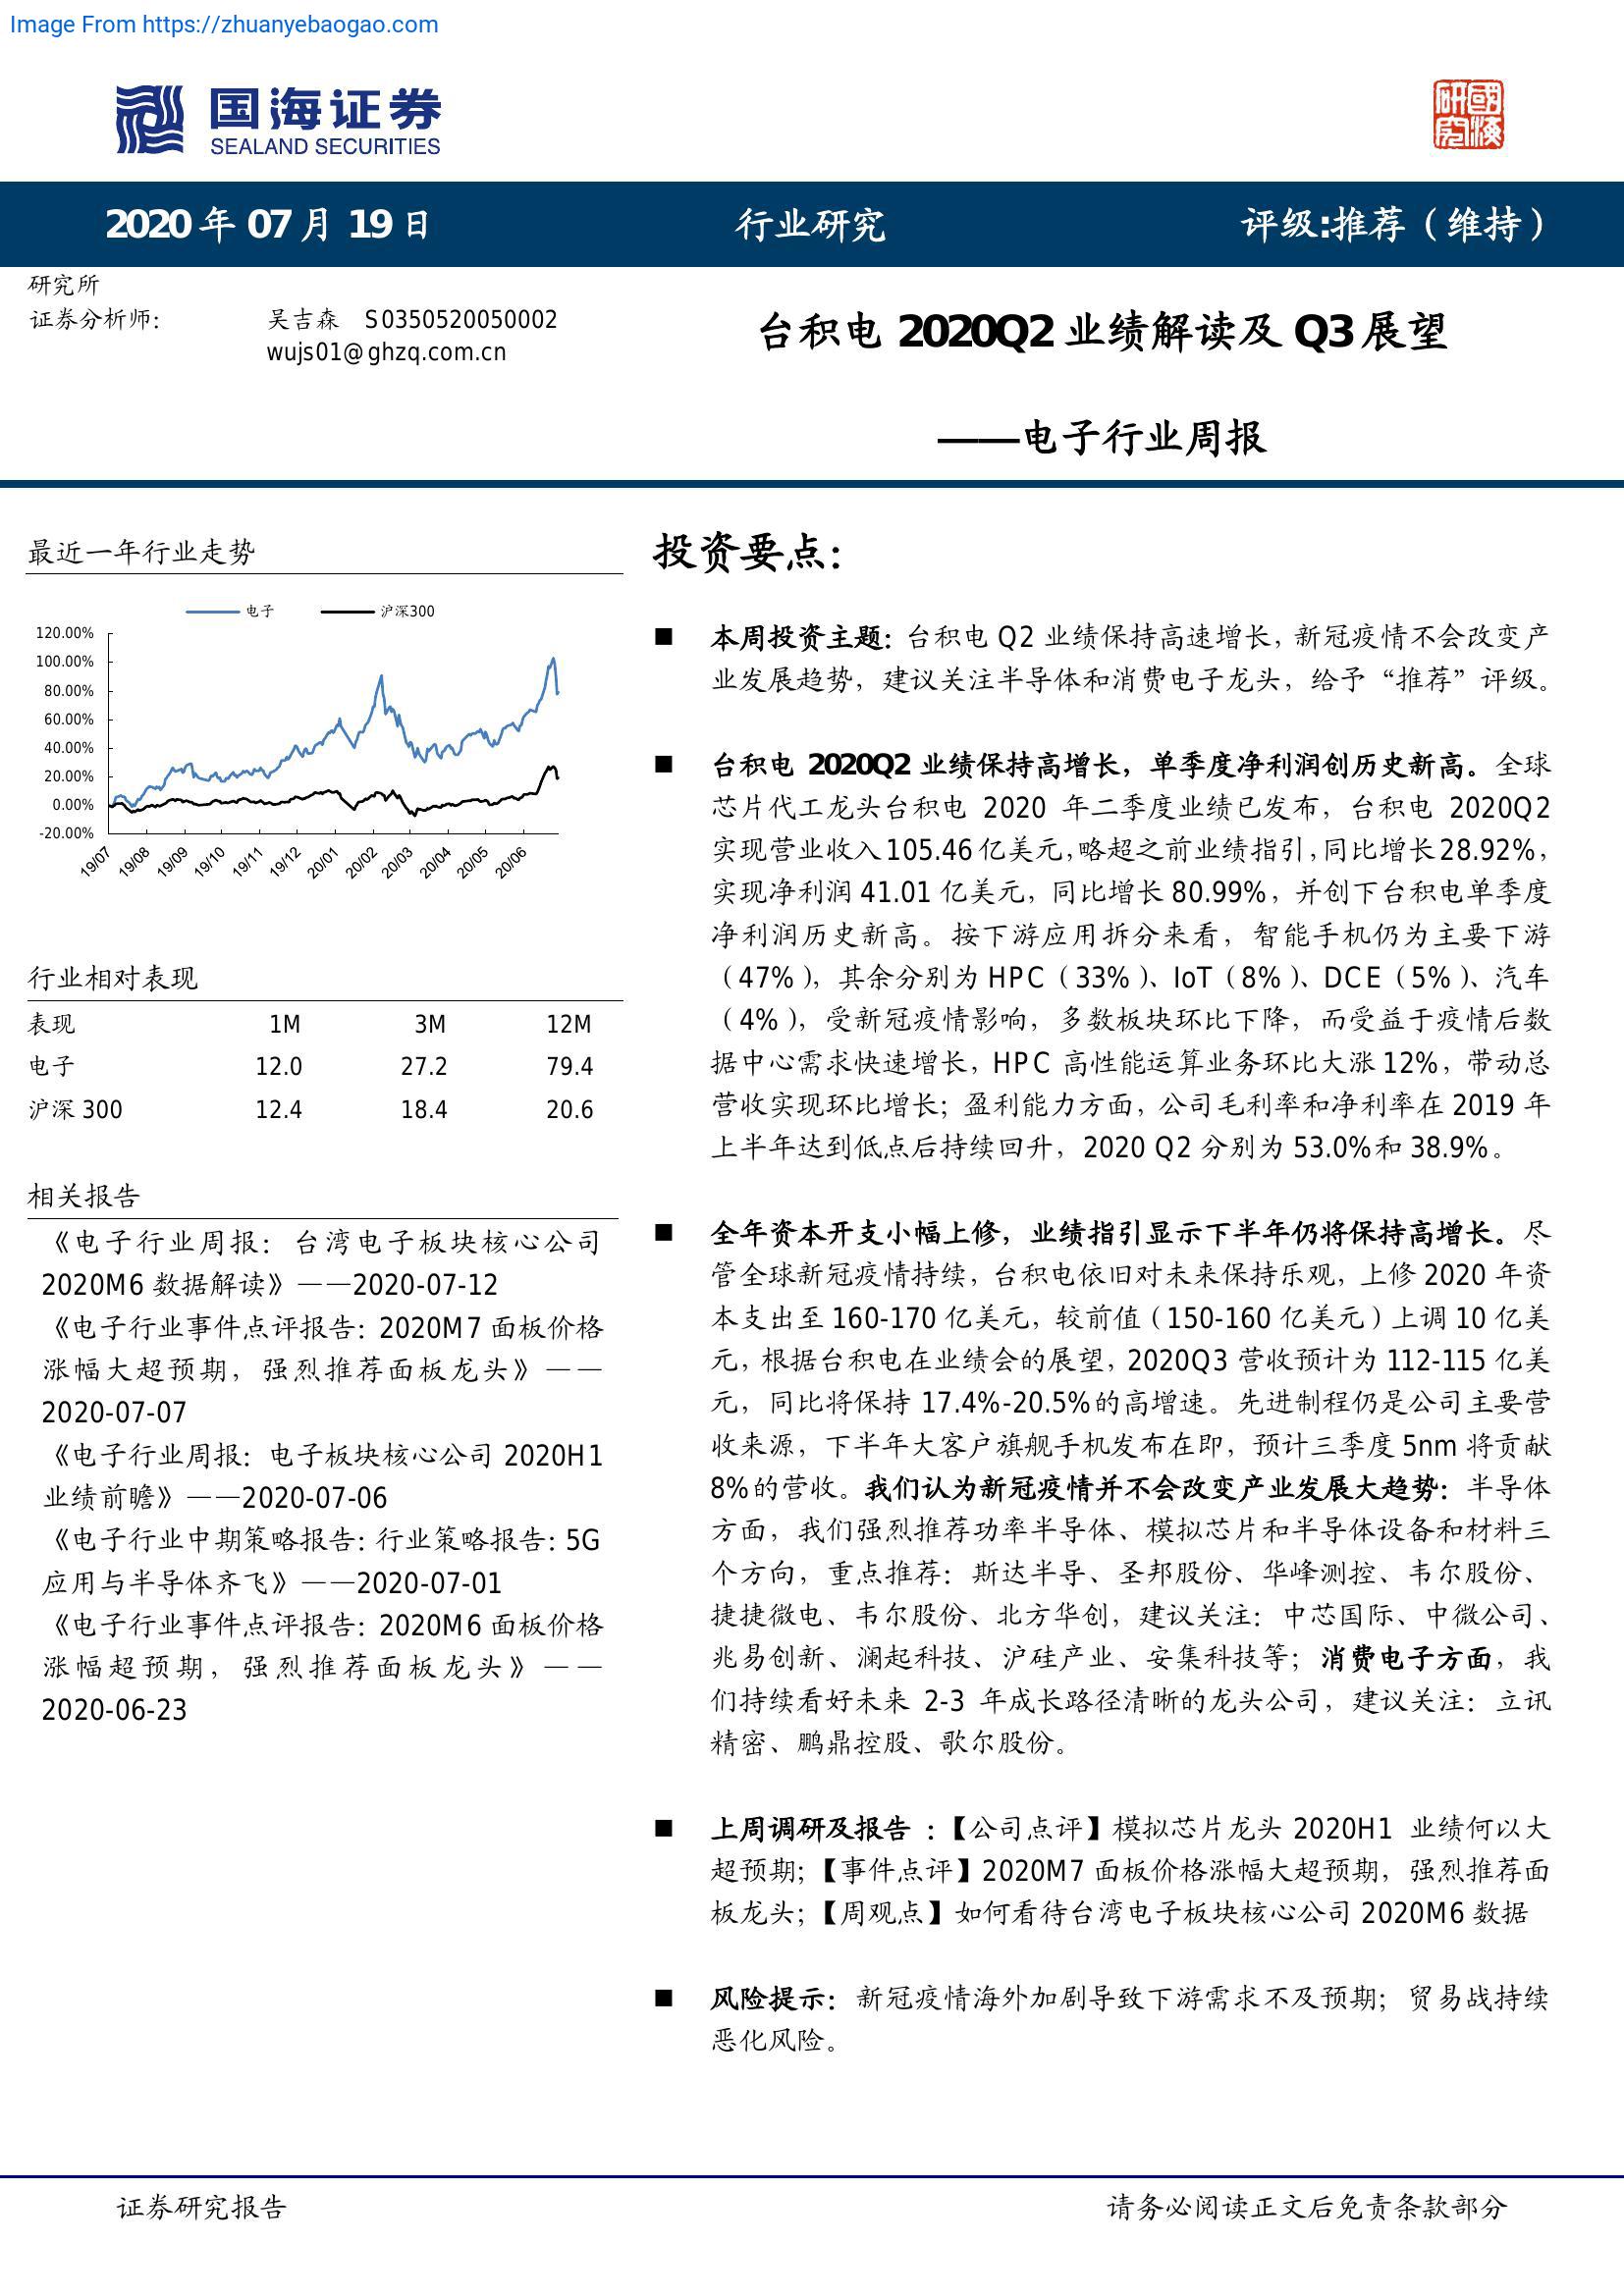 Image From https://zhuanyebaogao.com
国海证券
SEALAND SECURITIES
研究
國海
2020 年 07 月 19 日
行业研究
评级:推荐（维持）
研究所
证券分析师:
吴吉森 S0350520050002
wujs01@ghzq.com.cn
台积电 2020Q2 业绩解读及 Q3 展望
——电子行业周报
最近一年行业走势
电子
沪深300
120.00%
100.00%
80.00%
60.00%
40.00%
20.00%
0.00%
-20.00%
19/07
19/08
19/09
19/10
19/11
19/12
20/01
20/02
20/03
20/04
20/05
20/06
行业相对表现
表现 1M 3M 12M
电子 12.0 27.2 79.4
沪深 300 12.4 18.4 20.6
相关报告
《电子行业周报：台湾电子板块核心公司
2020M6 数据解读》——2020-07-12
《电子行业事件点评报告：2020M7 面板价格
涨幅大超预期，强烈推荐面板龙头》——
2020-07-07
《电子行业周报：电子板块核心公司 2020H1
业绩前瞻》——2020-07-06
《电子行业中期策略报告：行业策略报告：5G
应用与半导体齐飞》——2020-07-01
《电子行业事件点评报告：2020M6 面板价格
涨幅超预期，强烈推荐面板龙头》——
2020-06-23
投资要点：
■ 本周投资主题：台积电 Q2 业绩保持高速增长，新冠疫情不会改变产
业发展趋势，建议关注半导体和消费电子龙头，给予“推荐”评级。
■ 台积电 2020Q2 业绩保持高增长，单季度净利润创历史新高。全球
芯片代工龙头台积电 2020 年二季度业绩已发布，台积电 2020Q2
实现营业收入105.46亿美元，略超之前业绩指引，同比增长28.92%，
实现净利润 41.01 亿美元，同比增长 80.99%，并创下台积电单季度
净利润历史新高。按下游应用拆分来看，智能手机仍为主要下游
（47%），其余分别为 HPC（33%）、IoT（8%）、DCE（5%）、汽车
（4%），受新冠疫情影响，多数板块环比下降，而受益于疫情后数
据中心需求快速增长，HPC 高性能运算业务环比大涨 12%，带动总
营收实现环比增长；盈利能力方面，公司毛利率和净利率在 2019 年
上半年达到低点后持续回升，2020 Q2 分别为 53.0%和 38.9%。
■ 全年资本开支小幅上修，业绩指引显示下半年仍将保持高增长。尽
管全球新冠疫情持续，台积电依旧对未来保持乐观，上修 2020 年资
本支出至 160-170 亿美元，较前值（150-160 亿美元）上调 10 亿美
元，根据台积电在业绩会的展望，2020Q3 营收预计为 112-115 亿美
元，同比将保持 17.4%-20.5%的高增速。先进制程仍是公司主要营
收来源，下半年大客户旗舰手机发布在即，预计三季度 5nm 将贡献
8%的营收。我们认为新冠疫情并不会改变产业发展大趋势：半导体
方面，我们强烈推荐功率半导体、模拟芯片和半导体设备和材料三
个方向，重点推荐：斯达半导、圣邦股份、华峰测控、韦尔股份、
捷捷微电、韦尔股份、北方华创，建议关注：中芯国际、中微公司、
兆易创新、澜起科技、沪硅产业、安集科技等；消费电子方面，我
们持续看好未来 2-3 年成长路径清晰的龙头公司，建议关注：立讯
精密、鹏鼎控股、歌尔股份。
■ 上周调研及报告 ：【公司点评】模拟芯片龙头 2020H1 业绩何以大
超预期；【事件点评】2020M7 面板价格涨幅大超预期，强烈推荐面
板龙头；【周观点】如何看待台湾电子板块核心公司 2020M6 数据
■ 风险提示：新冠疫情海外加剧导致下游需求不及预期；贸易战持续
恶化风险。
证券研究报告
请务必阅读正文后免责条款部分